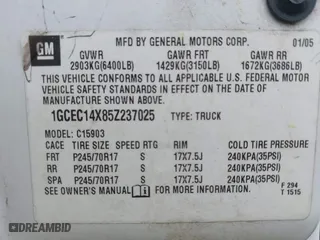 GM MFD BY GENERAL MOTORS CORP. 01/05
GVWR GAWR FRT GAWR RR
2903KG(6400LB) 1429KG(3150LB) 1672KG(3686LB)
THIS VEHICLE CONFORMS TO ALL APPLICABLE U.S. FEDERAL MOTOR
VEHICLE SAFETY AND BUMPER STANDARDS IN EFFECT ON THE DATE
OF MANUFACTURE SHOWN ABOVE.
1GCEC14X85Z237025 TYPE: TRUCK
MODEL: C15903
CACE TIRE SIZE SPEED RTG RIM COLD TIRE PRESSURE
FRT P245/70R17 S 17X7.5J 240KPA(35PSI)
RR P245/70R17 S 17X7.5J 240KPA(35PSI)
SPA P245/70R17 S 17X7.5J 240KPA(35PSI)
SEE OWNER'S MANUAL FOR MORE INFORMATION.
F 294
T 1515